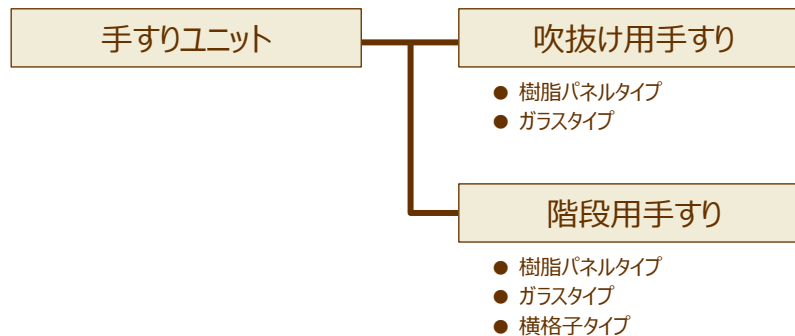 手すりユニット
吹抜け用手すり
● 樹脂パネルタイプ
● ガラスタイプ
階段用手すり
● 樹脂パネルタイプ
● ガラスタイプ
● 横格子タイプ